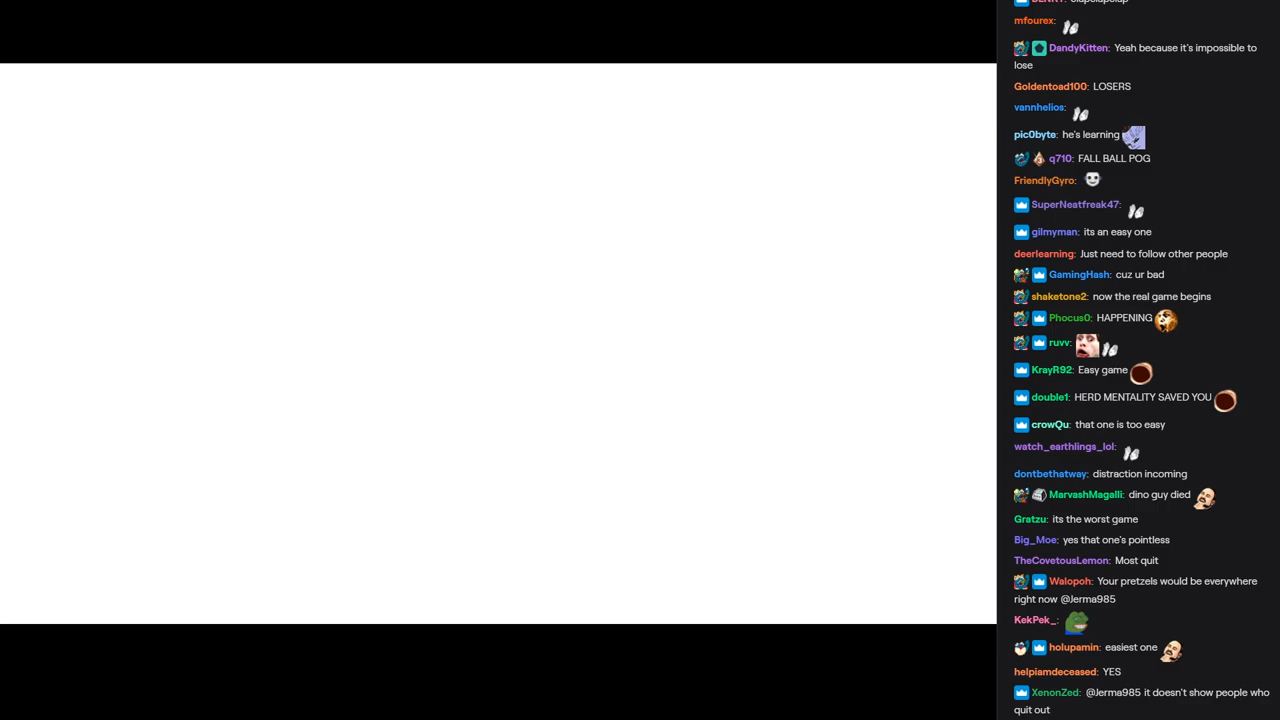 mfourex:
DandyKitten: Yeah because it's impossible to
lose
Goldentoad100: LOSERS
vannhelios:
pic0byte: he's learning
q710: FALL BALL POG
FriendlyGyro:
SuperNeatfreak47:
gilmyman: its an easy one
deerlearning: Just need to follow other people
GamingHash: cuz ur bad
shaketone2: now the real game begins
Phocus0: HAPPENING
ruvv:
KrayR92: Easy game
double1: HERD MENTALITY SAVED YOU
crowQu: that one is too easy
watch_earthlings_lol:
dontbethatway: distraction incoming
MarvashMagalli: dino guy died
Gratzu: its the worst game
Big_Moe: yes that one's pointless
TheCovetousLemon: Most quit
Walopoh: Your pretzels would be everywhere
right now @Jerma985
KekPek_:
holupamin: easiest one
helpiamdeceased: YES
XenonZed: @Jerma985 it doesn't show people who
quit out